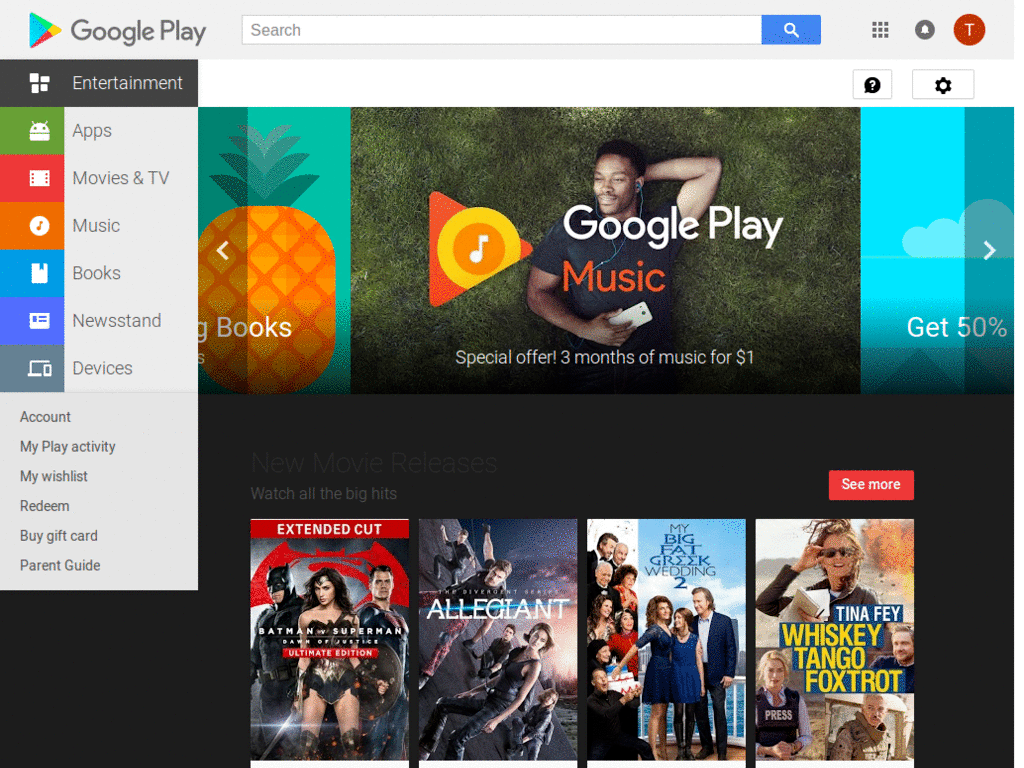 Google Play
Search
T
Entertainment
Apps
Movies & TV
Music
Books
Newsstand
Devices
Account
My Play activity
My wishlist
Redeem
Buy gift card
Parent Guide
g Books
s
Google Play
Music
Special offer! 3 months of music for $1
Get 50%
New Movie Releases
Watch all the big hits
See more
EXTENDED CUT
BATMAN V SUPERMAN
DAWN OF JUSTICE
ULTIMATE EDITION
THE DIVERGENT SERIES
ALLEGIANT
MY
BIG
FAT
GREEK
WEDDING
2
TINA FEY
WHISKEY
TANGO
FOXTROT
PRESS